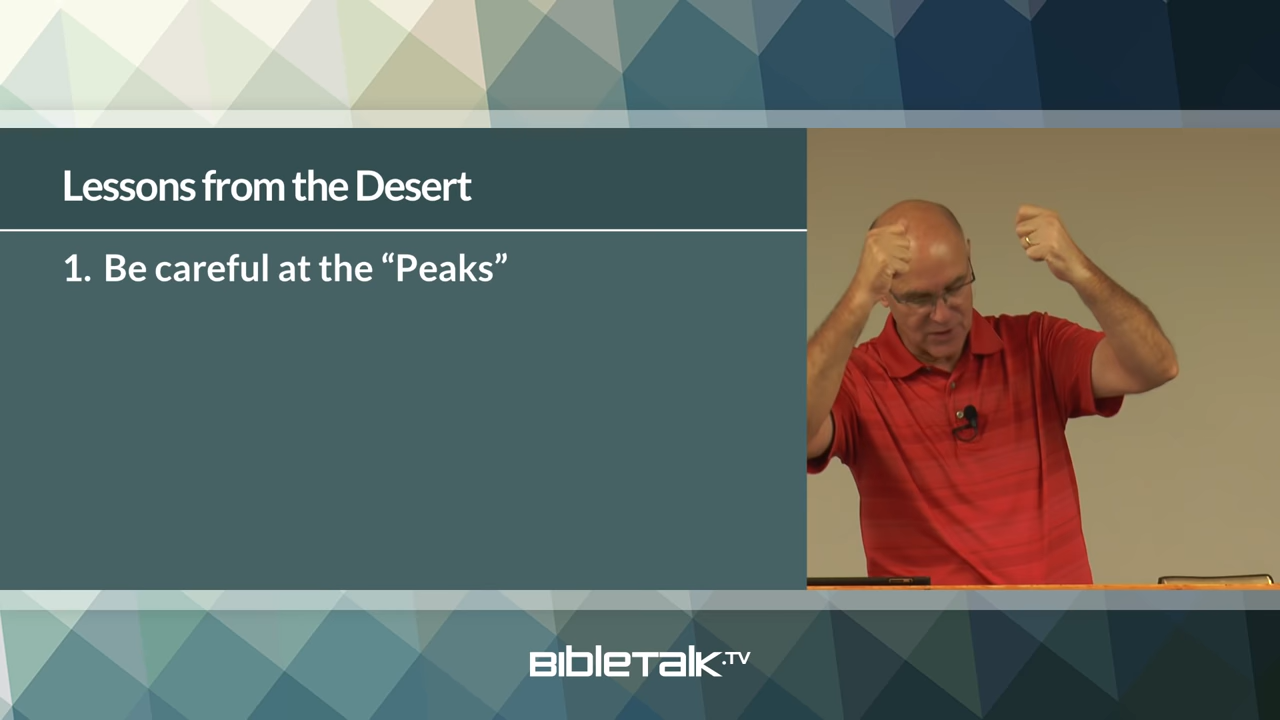 Lessons from the Desert
1. Be careful at the “Peaks”
BibleTalk.TV